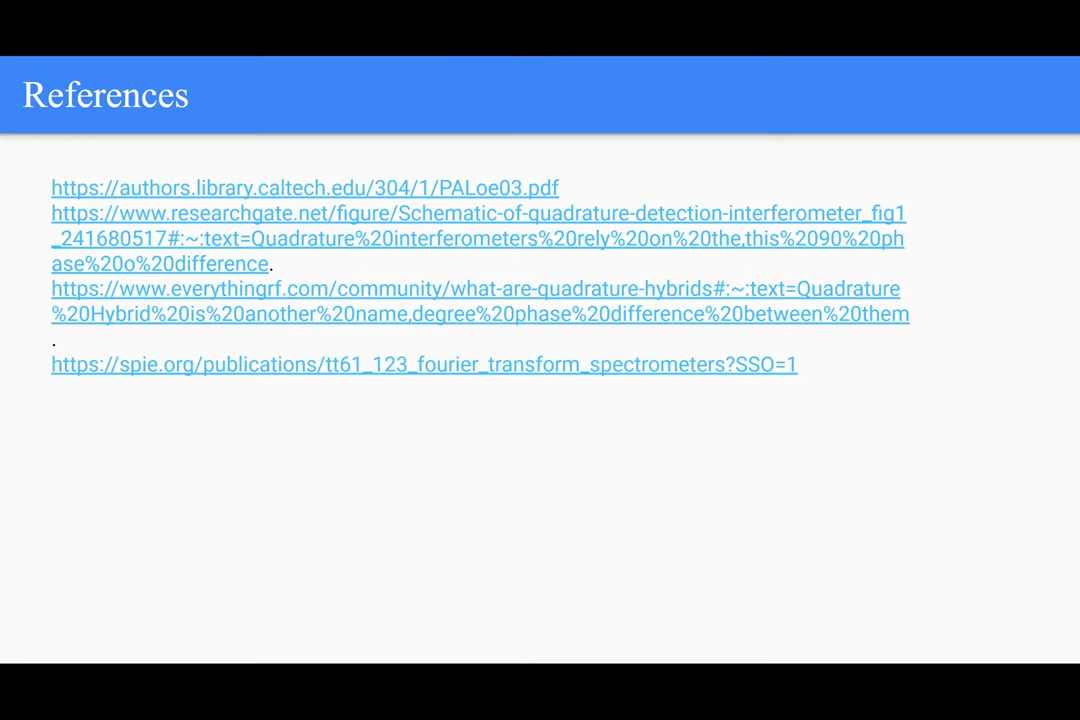 References
https://authors.library.caltech.edu/304/1/PALoe03.pdf
https://www.researchgate.net/figure/Schematic-of-quadrature-detection-interferometer_fig1
_241680517#:~:text=Quadrature%20interferometers%20rely%20on%20the,this%2090%20ph
ase%20o%20difference.
https://www.everythingrf.com/community/what-are-quadrature-hybrids#:~:text=Quadrature
%20Hybrid%20is%20another%20name,degree%20phase%20difference%20between%20them
.
https://spie.org/publications/tt61_123_fourier_transform_spectrometers?SSO=1